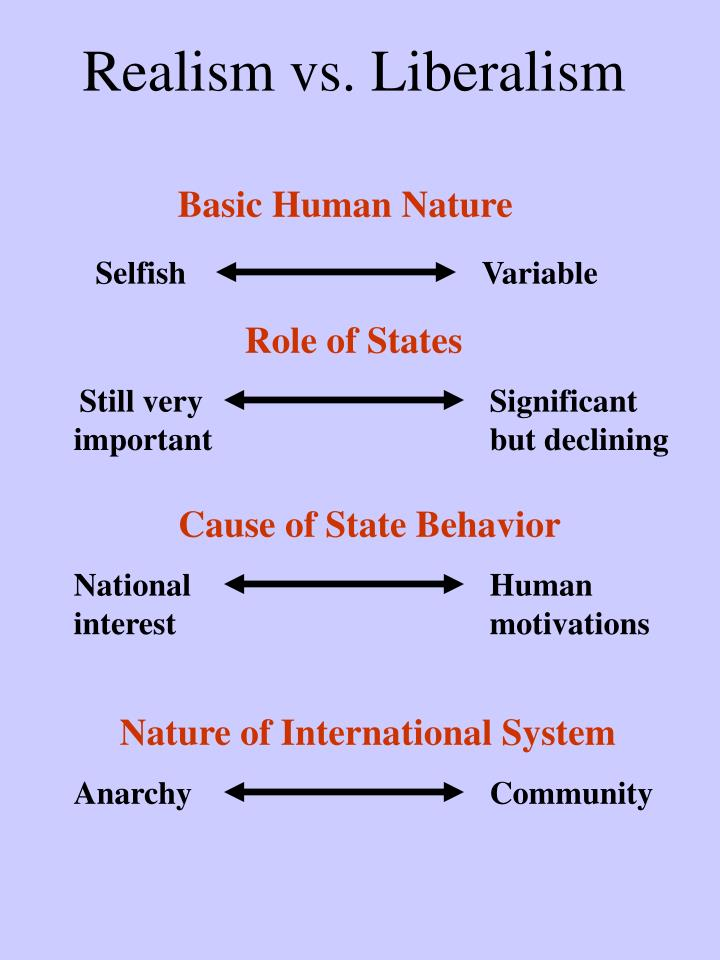 Realism vs. Liberalism
Basic Human Nature
Selfish Variable
Role of States
Still very Significant
important but declining
Cause of State Behavior
National Human
interest motivations
Nature of International System
Anarchy Community